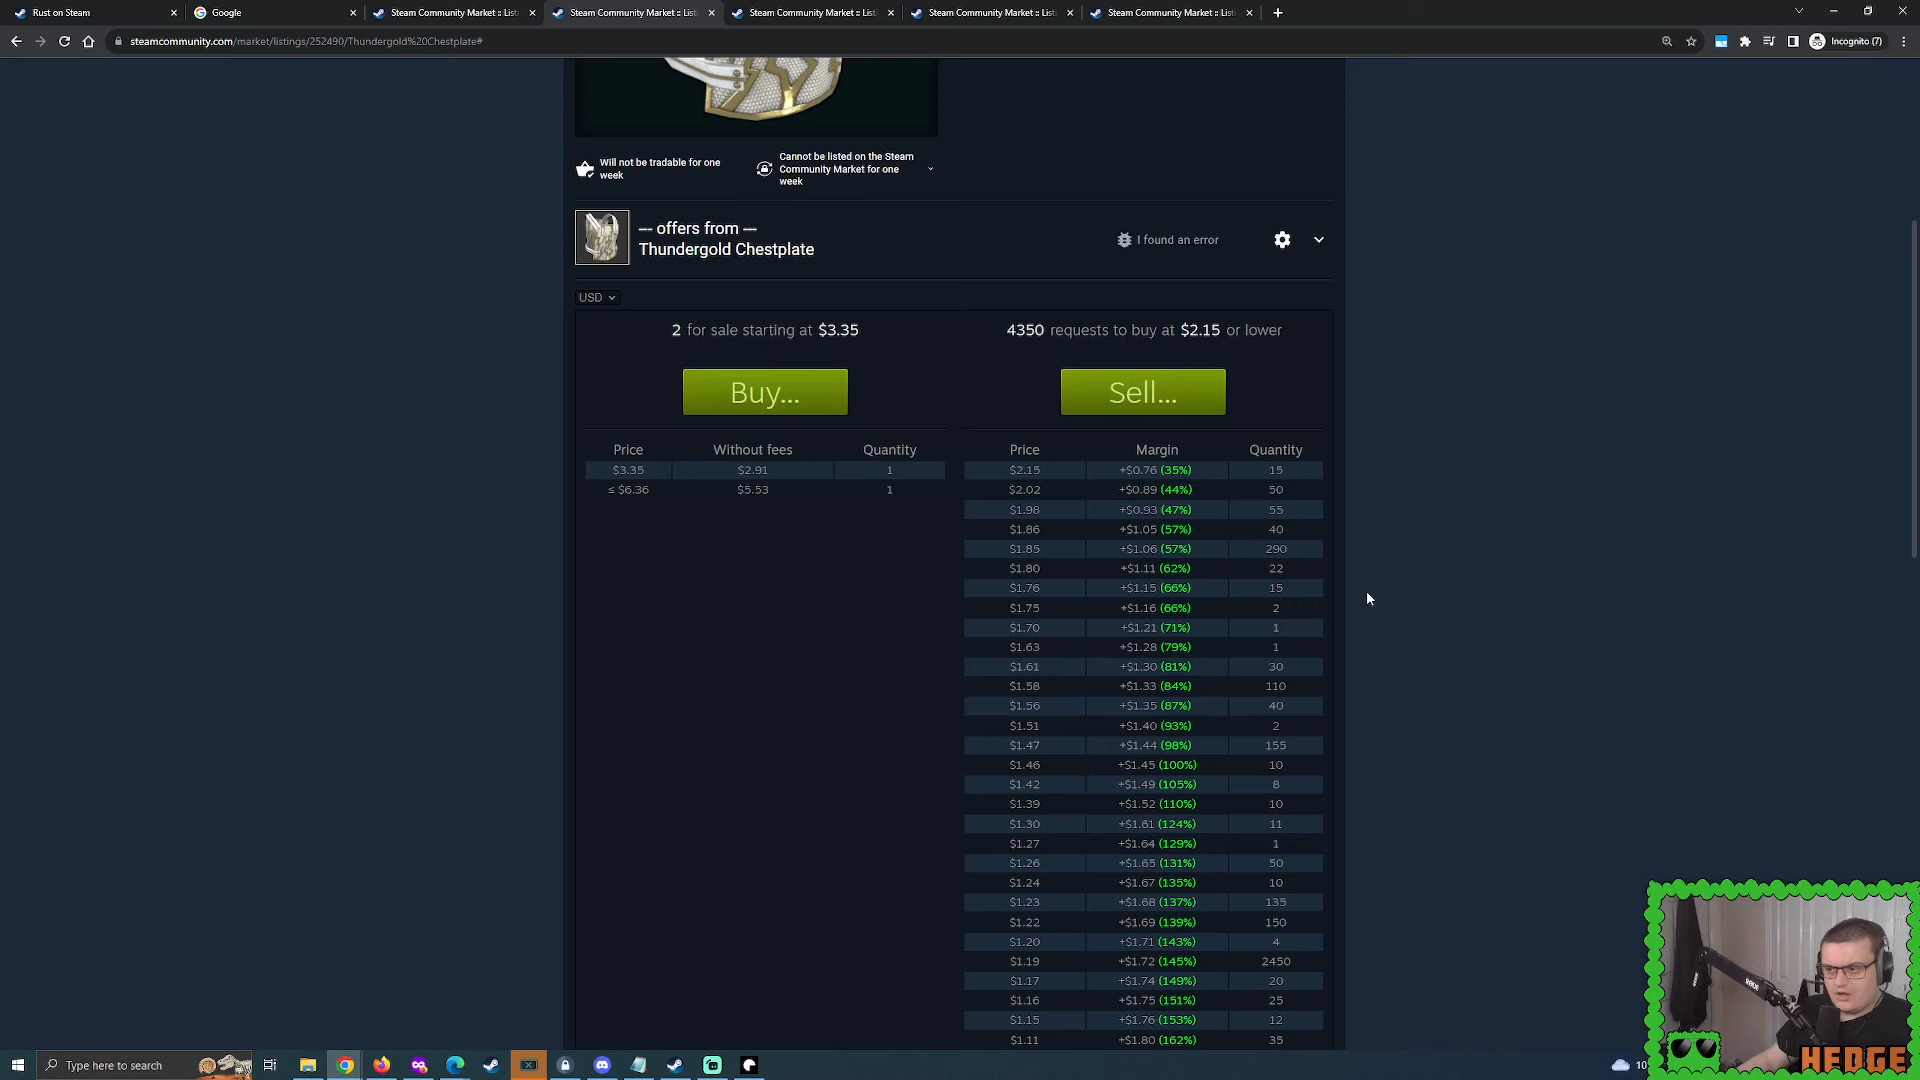 Rust on Steam
Google
Steam Community Market :: List
Steam Community Market :: List
Steam Community Market :: List
Steam Community Market :: List
Steam Community Market :: List
steamcommunity.com/market/listings/252490/Thundergold%20Chestplate#
Incognito (7)
Will not be tradable for one week
Cannot be listed on the Steam Community Market for one week
--- offers from ---
Thundergold Chestplate
I found an error
USD
2 for sale starting at $3.35
4350 requests to buy at $2.15 or lower
Buy...
Sell...
Price Without fees Quantity
$3.35 $2.91 1
≤ $6.36 $5.53 1
Price Margin Quantity
$2.15 +$0.76 (35%) 15
$2.02 +$0.89 (44%) 50
$1.98 +$0.93 (47%) 55
$1.86 +$1.05 (57%) 40
$1.85 +$1.06 (57%) 290
$1.80 +$1.11 (62%) 22
$1.76 +$1.15 (66%) 15
$1.75 +$1.16 (66%) 2
$1.70 +$1.21 (71%) 1
$1.63 +$1.28 (79%) 1
$1.61 +$1.30 (81%) 30
$1.58 +$1.33 (84%) 110
$1.56 +$1.35 (87%) 40
$1.51 +$1.40 (93%) 2
$1.47 +$1.44 (98%) 155
$1.46 +$1.45 (100%) 10
$1.42 +$1.49 (105%) 8
$1.39 +$1.52 (110%) 10
$1.30 +$1.61 (124%) 11
$1.27 +$1.64 (129%) 1
$1.26 +$1.65 (131%) 50
$1.24 +$1.67 (135%) 10
$1.23 +$1.68 (137%) 135
$1.22 +$1.69 (139%) 150
$1.20 +$1.71 (143%) 4
$1.19 +$1.72 (145%) 2450
$1.17 +$1.74 (149%) 20
$1.16 +$1.75 (151%) 25
$1.15 +$1.76 (153%) 12
$1.11 +$1.80 (162%) 35
RØDE
HEDGE
Type here to search